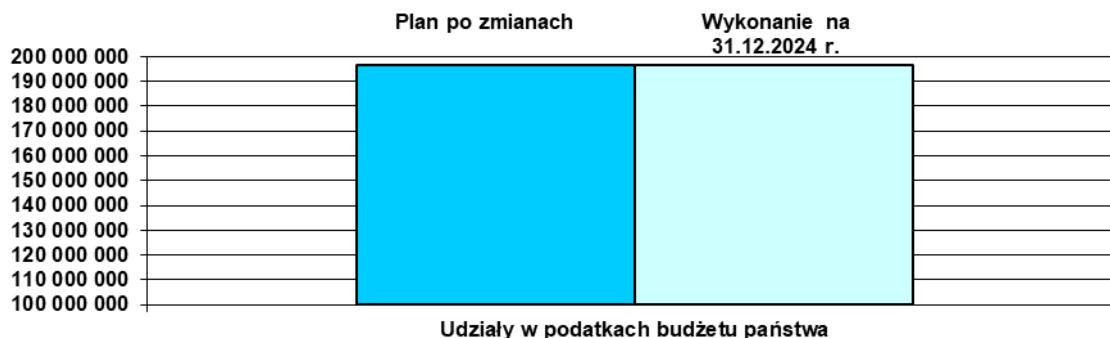 Plan po zmianach
Wykonanie na
31.12.2024 r.
200 000 000
190 000 000
180 000 000
170 000 000
160 000 000
150 000 000
140 000 000
130 000 000
120 000 000
110 000 000
100 000 000
Udziały w podatkach budżetu państwa